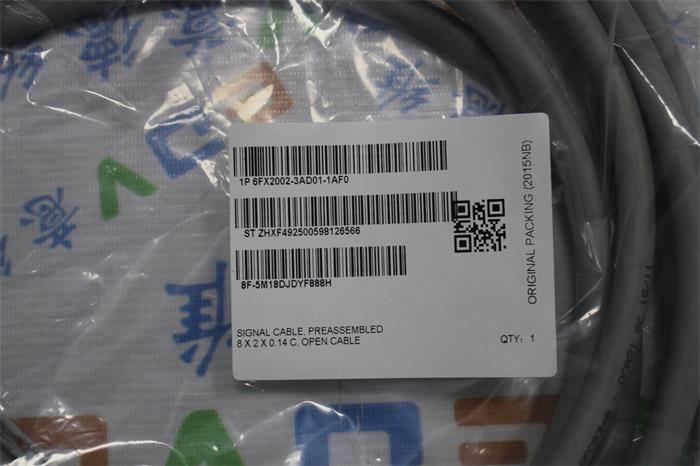 1P 6FX2002-3AD01-1AF0
ST ZHXF492500598126566
8F-5M18DJDYF888H
SIGNAL CABLE, PREASSEMBLED
8 X 2 X 0.14 C, OPEN CABLE
QTY: 1
ORIGINAL PACKING (2015NB)